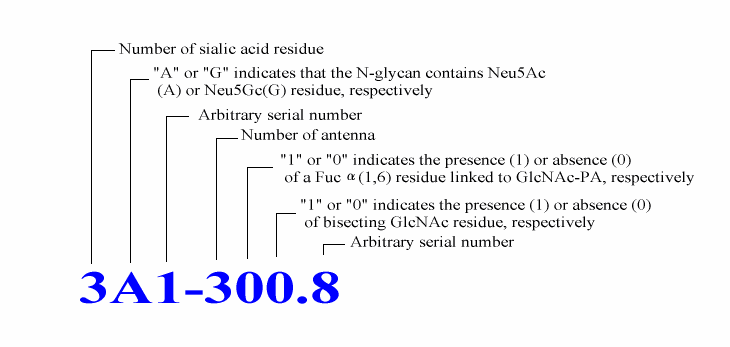 Number of sialic acid residue
"A" or "G" indicates that the N-glycan contains Neu5Ac
(A) or Neu5Gc(G) residue, respectively
Arbitrary serial number
Number of antenna
"1" or "0" indicates the presence (1) or absence (0)
of a Fuc α(1,6) residue linked to GlcNAc-PA, respectively
"1" or "0" indicates the presence (1) or absence (0)
of bisecting GlcNAc residue, respectively
Arbitrary serial number
3A1-300.8